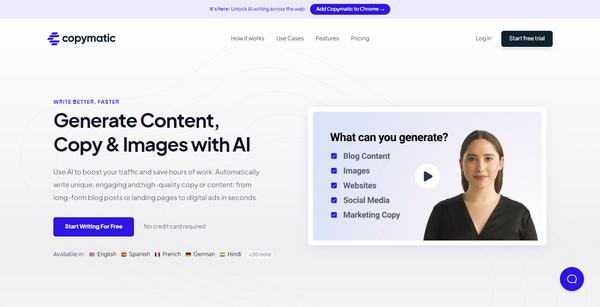 It's here: Unlock AI writing across the web. Add Copymatic to Chrome →
copymatic How it works Use Cases Features Pricing Log in Start free trial
WRITE BETTER, FASTER
Generate Content,
Copy & Images with AI
Use AI to boost your traffic and save hours of work. Automatically
write unique, engaging and high-quality copy or content: from
long-form blog posts or landing pages to digital ads in seconds.
Start Writing For Free No credit card required
Available in: English Spanish French German Hindi +20 more
What can you generate?
Blog Content
Images
Websites
Social Media
Marketing Copy